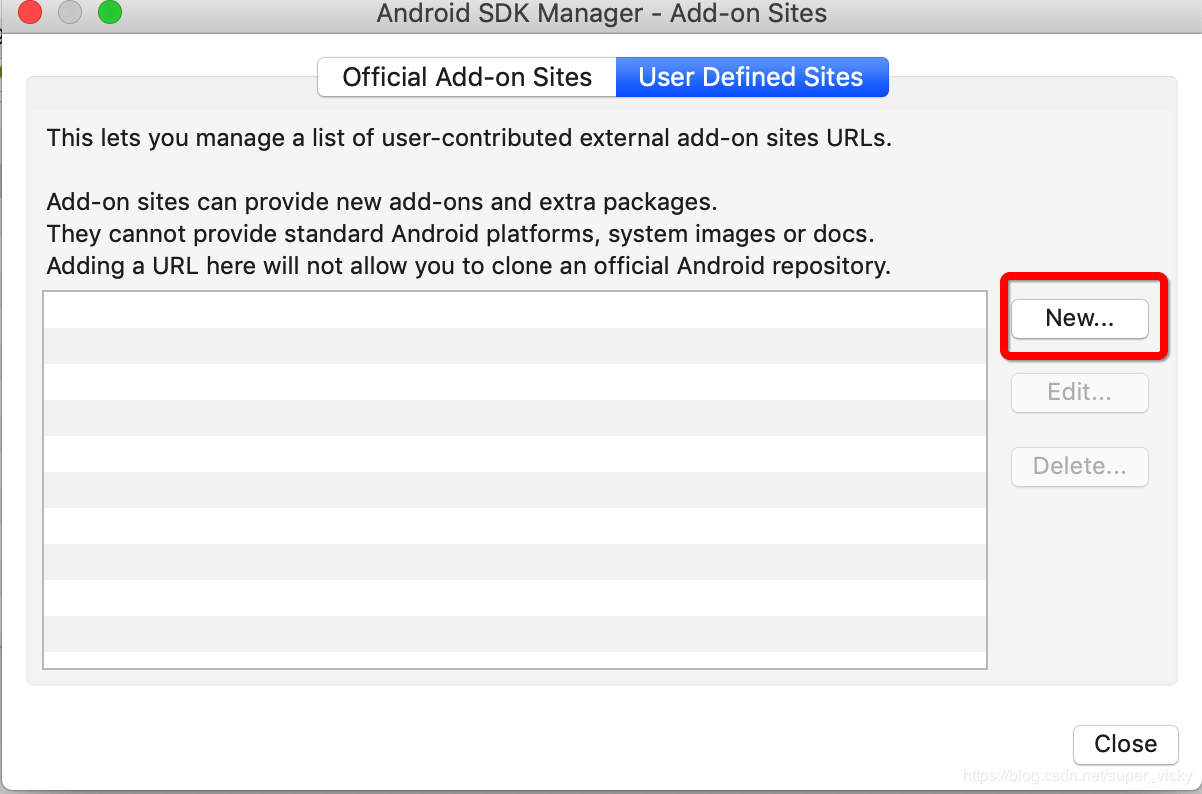 Android SDK Manager - Add-on Sites
Official Add-on Sites
User Defined Sites
This lets you manage a list of user-contributed external add-on sites URLs.
Add-on sites can provide new add-ons and extra packages.
They cannot provide standard Android platforms, system images or docs.
Adding a URL here will not allow you to clone an official Android repository.
New...
Edit...
Delete...
Close
https://blog.csdn.net/super_vicky